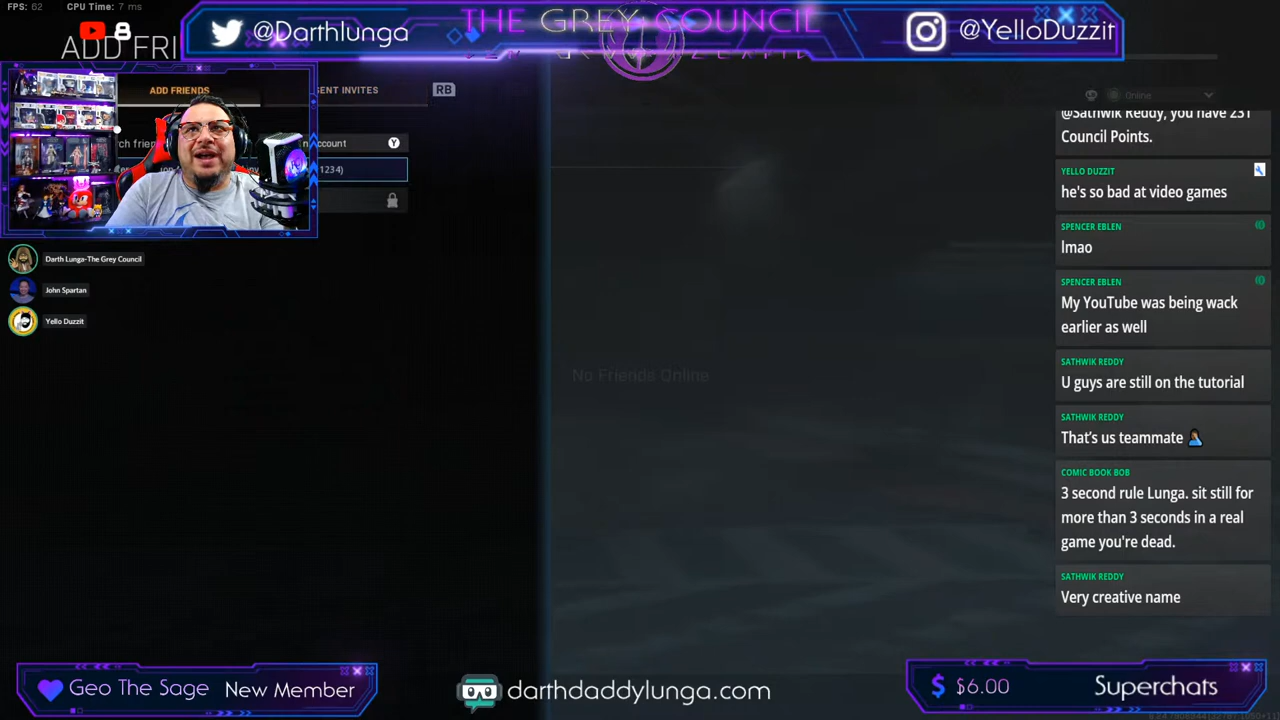 FPS: 62 CPU Time: 7 ms
8
ADD FRI
@Darthlunga
THE GREY COUNCIL
@YelloDuzzit
ADD FRIENDS
SENT INVITES
RB
account
Y
1234)
Online
Darth Lunga-The Grey Council
John Spartan
Yello Duzzit
No Friends Online
@Sathwik Reddy, you have 231
Council Points.
YELLO DUZZIT
he's so bad at video games
SPENCER EBLEN
lmao
SPENCER EBLEN
My YouTube was being wack
earlier as well
SATHWIK REDDY
U guys are still on the tutorial
SATHWIK REDDY
That's us teammate
COMIC BOOK BOB
3 second rule Lunga. sit still for
more than 3 seconds in a real
game you're dead.
SATHWIK REDDY
Very creative name
Geo The Sage New Member
darthdaddylunga.com
$ $6.00 Superchats